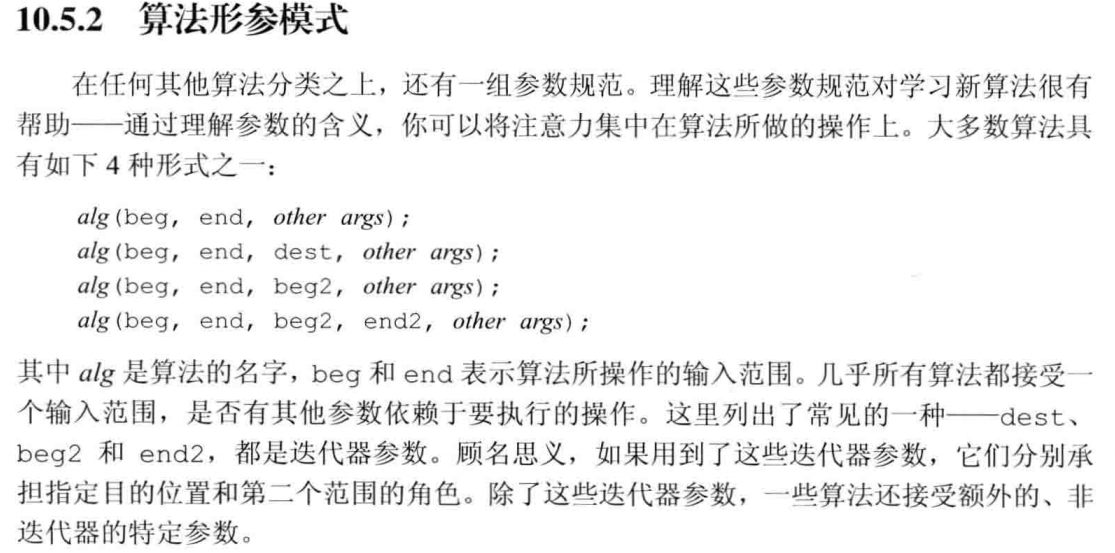 10.5.2 算法形参模式
在任何其他算法分类之上，还有一组参数规范。理解这些参数规范对学习新算法很有
帮助——通过理解参数的含义，你可以将注意力集中在算法所做的操作上。大多数算法具
有如下 4 种形式之一：
alg(beg, end, other args);
alg(beg, end, dest, other args);
alg(beg, end, beg2, other args);
alg(beg, end, beg2, end2, other args);
其中 alg 是算法的名字，beg 和 end 表示算法所操作的输入范围。几乎所有算法都接受一
个输入范围，是否有其他参数依赖于要执行的操作。这里列出了常见的一种——dest、
beg2 和 end2，都是迭代器参数。顾名思义，如果用到了这些迭代器参数，它们分别承
担指定目的位置和第二个范围的角色。除了这些迭代器参数，一些算法还接受额外的、非
迭代器的特定参数。